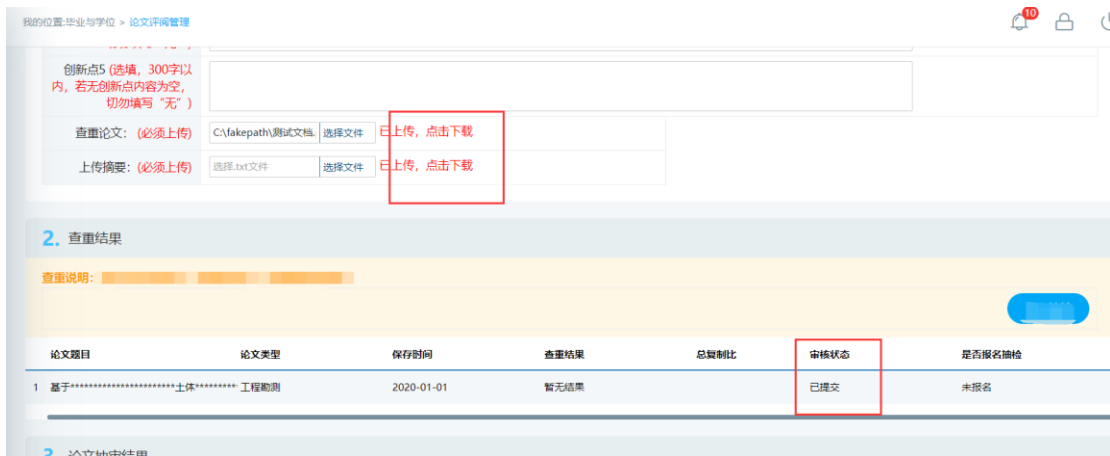 我的位置:毕业与学位 > 论文评阅管理
10
创新点5 (选填，300字以
内，若无创新点内容为空，
切勿填写“无”)
查重论文：(必须上传) C:\fakepath\测试文档. 选择文件 已上传，点击下载
上传摘要：(必须上传) 选择.txt文件 选择文件 已上传，点击下载
2. 查重结果
查重说明：
论文题目 论文类型 保存时间 查重结果 总复制比 审核状态 是否报名抽检
1 基于***********************土体********* 工程勘测 2020-01-01 暂无结果 已提交 未报名
3. 论文抽审结果